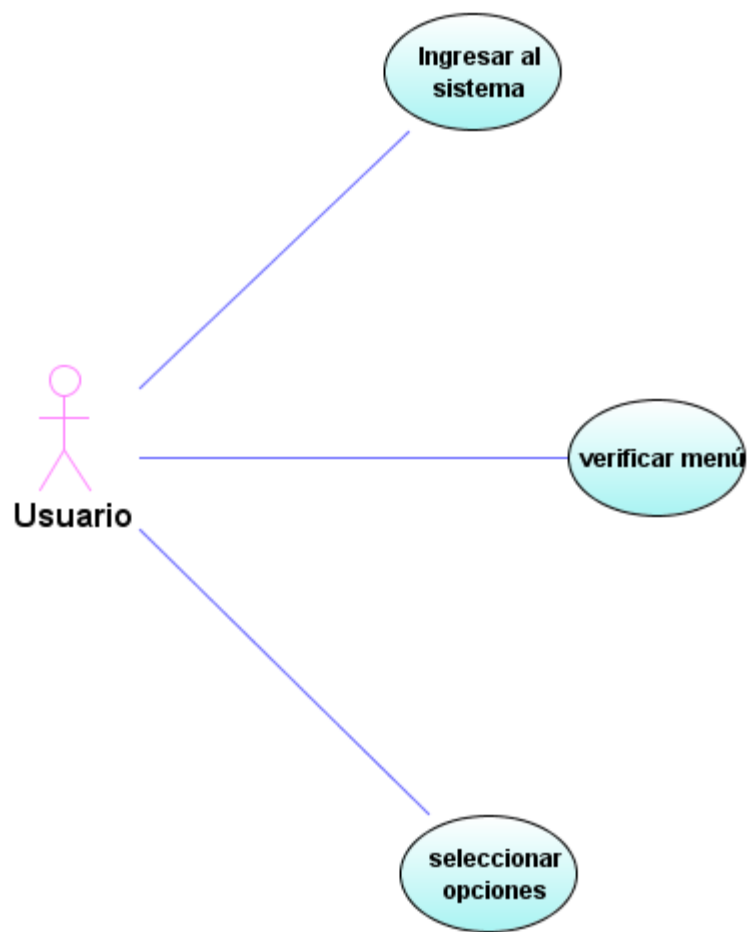 Ingresar al
sistema
verificar menú
Usuario
seleccionar
opciones